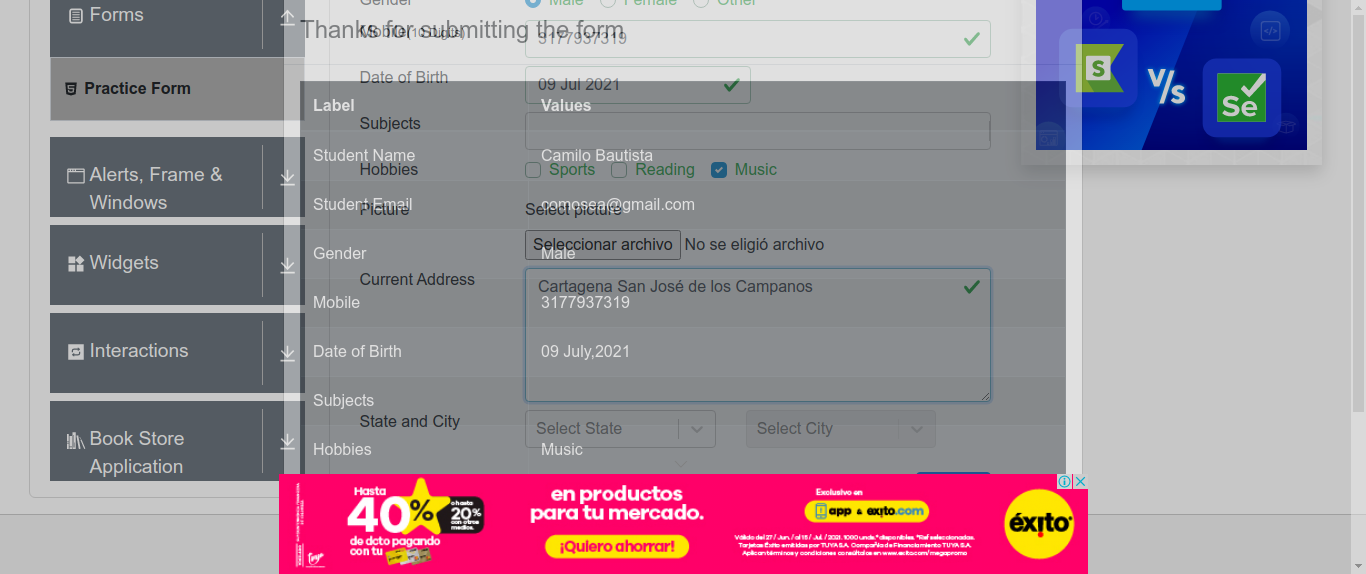 Forms
Practice Form
Alerts, Frame &
Windows
Widgets
Interactions
Book Store
Application
Gender
Male
Female
Other
Thanks for submitting the form
Mobile(10 Digits)
3177937319
Date of Birth
09 Jul 2021
Subjects
Hobbies
Sports
Reading
Music
Picture
Select picture
Seleccionar archivo
No se eligió archivo
Current Address
Cartagena San José de los Campanos
State and City
Select State
Select City
Label Values
Student Name Camilo Bautista
Student Email comosea@gmail.com
Gender Male
Mobile 3177937319
Date of Birth 09 July,2021
Subjects
Hobbies Music
S
V/s
Se
Hasta
40%
o hasta
20%
con otros
medios.
de dcto pagando
con tu
en productos
para tu mercado.
¡Quiero ahorrar!
Exclusivo en
app & exito.com
Válido del 27 / Jun. / al 15 / Jul. / 2021. 1000 unds.* disponibles. *Ref seleccionadas.
Tarjetas Éxito emitidas por TUYA S.A. Compañía de Financiamiento TUYA S.A.
Aplican términos y condiciones consúltalos en www.exito.com/megapromo
éxito